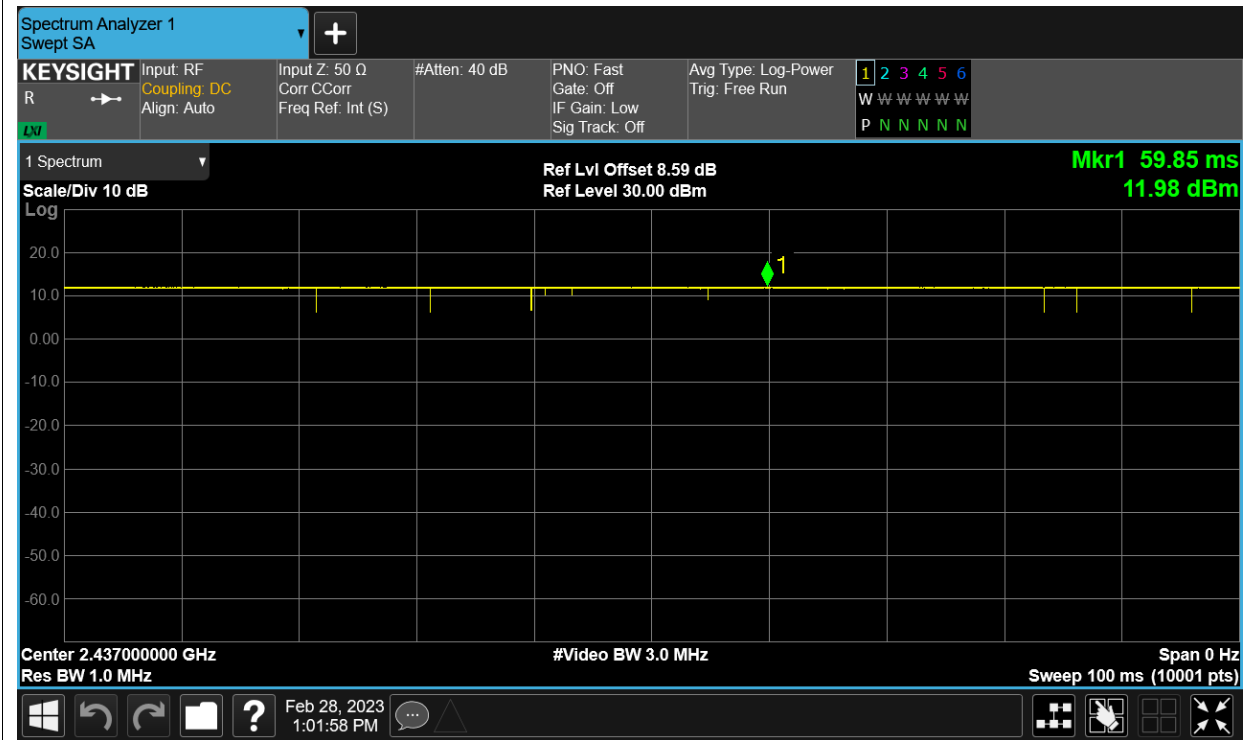 Spectrum Analyzer 1
Swept SA
KEYSIGHT
R
LXI
Input: RF
Coupling: DC
Align: Auto
Input Z: 50 Ω
Corr CCorr
Freq Ref: Int (S)
#Atten: 40 dB
PNO: Fast
Gate: Off
IF Gain: Low
Sig Track: Off
Avg Type: Log-Power
Trig: Free Run
1 2 3 4 5 6
W W W W W W
P N N N N N
1 Spectrum
Scale/Div 10 dB
Log
Ref Lvl Offset 8.59 dB
Ref Level 30.00 dBm
Mkr1 59.85 ms
11.98 dBm
1
20.0
10.0
0.00
-10.0
-20.0
-30.0
-40.0
-50.0
-60.0
Center 2.437000000 GHz
Res BW 1.0 MHz
#Video BW 3.0 MHz
Span 0 Hz
Sweep 100 ms (10001 pts)
?
Feb 28, 2023
1:01:58 PM